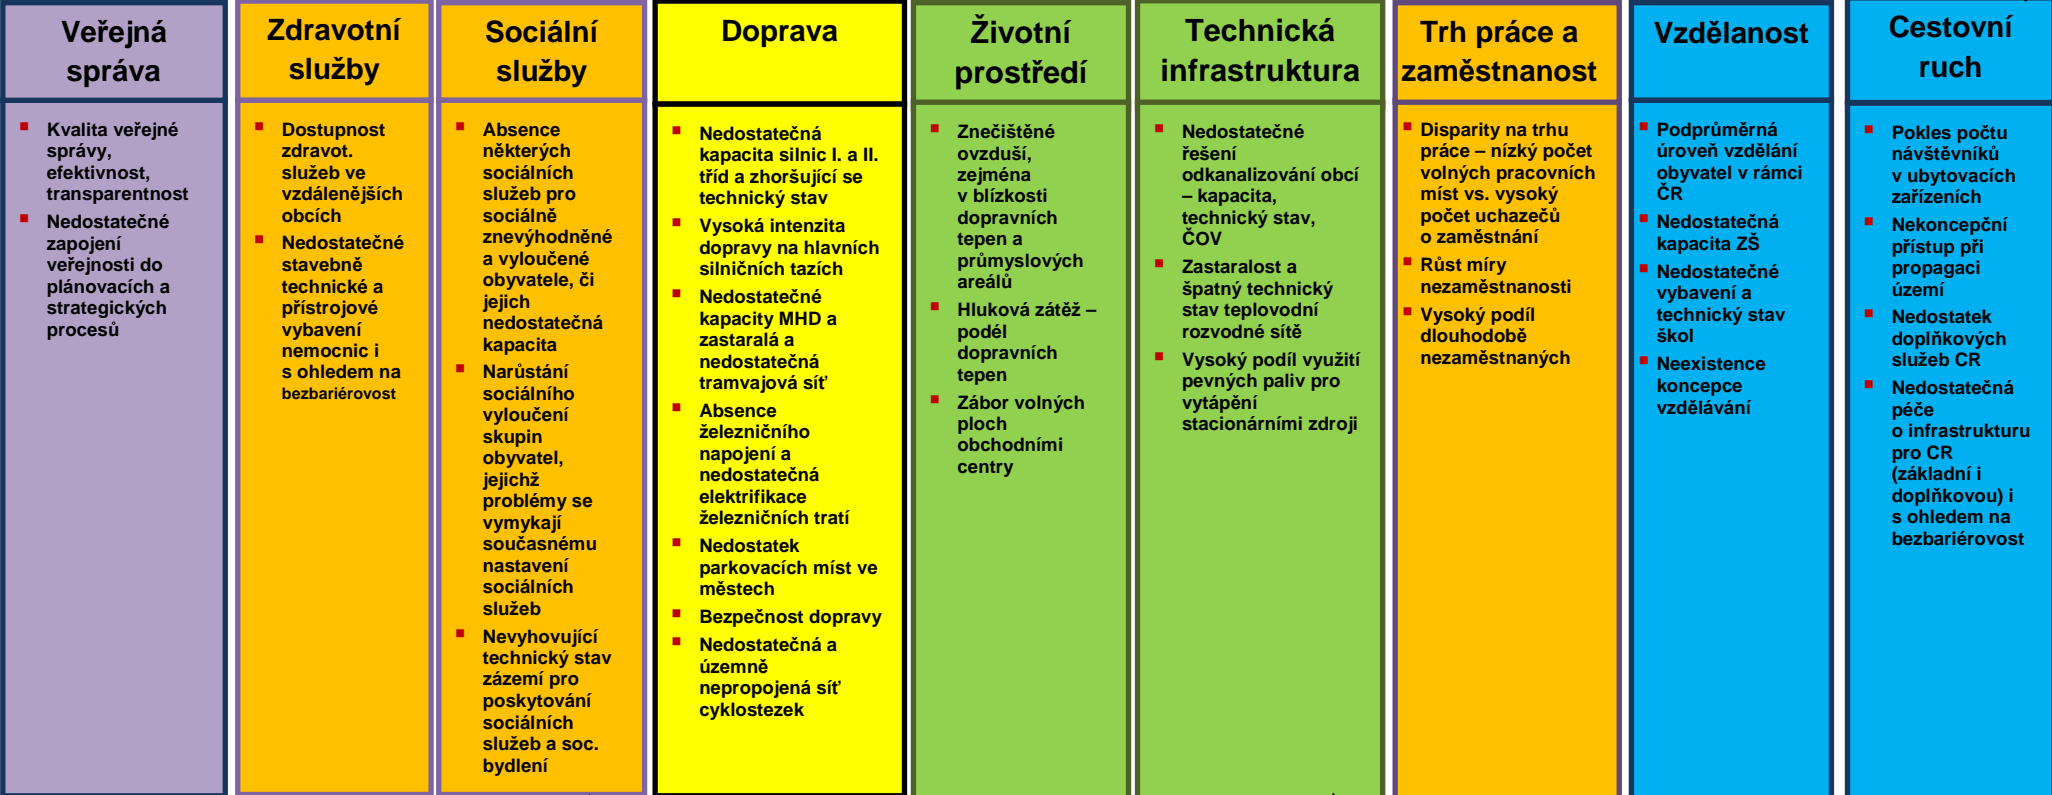 Veřejná
správa
Kvalita veřejné
správy,
efektivnost,
transparentnost
Nedostatečné
zapojení
veřejnosti do
plánovacích a
strategických
procesů
Zdravotní
služby
Dostupnost
zdravot.
služeb ve
vzdálenějších
obcích
Nedostatečné
stavebně
technické a
přístrojové
vybavení
nemocnic i
s ohledem na
bezbariérovost
Sociální
služby
Absence
některých
sociálních
služeb pro
sociálně
znevýhodněné
a vyloučené
obyvatele, či
jejich
nedostatečná
kapacita
Narůstání
sociálního
vyloučení
skupin
obyvatel,
jejichž
problémy se
vymykají
současnému
nastavení
sociálních
služeb
Nevyhovující
technický stav
zázemí pro
poskytování
sociálních
služeb a soc.
bydlení
Doprava
Nedostatečná
kapacita silnic I. a II.
tříd a zhoršující se
technický stav
Vysoká intenzita
dopravy na hlavních
silničních tazích
Nedostatečné
kapacity MHD a
zastaralá a
nedostatečná
tramvajová síť
Absence
železničního
napojení a
nedostatečná
elektrifikace
železničních tratí
Nedostatek
parkovacích míst ve
městech
Bezpečnost dopravy
Nedostatečná a
územně
nepropojená síť
cyklostezek
Životní
prostředí
Znečištěné
ovzduší,
zejména
v blízkosti
dopravních
tepen a
průmyslových
areálů
Hluková zátěž –
podél
dopravních
tepen
Zábor volných
ploch
obchodními
centry
Technická
infrastruktura
Nedostatečné
řešení
odkanalizování obcí
– kapacita,
technický stav,
ČOV
Zastaralost a
špatný technický
stav teplovodní
rozvodné sítě
Vysoký podíl využití
pevných paliv pro
vytápění
stacionárními zdroji
Trh práce a
zaměstnanost
Disparity na trhu
práce – nízký počet
volných pracovních
míst vs. vysoký
počet uchazečů
o zaměstnání
Růst míry
nezaměstnanosti
Vysoký podíl
dlouhodobě
nezaměstnaných
Vzdělanost
Podprůměrná
úroveň vzdělání
obyvatel v rámci
ČR
Nedostatečná
kapacita ZŠ
Nedostatečné
vybavení a
technický stav
škol
Neexistence
koncepce
vzdělávání
Cestovní
ruch
Pokles počtu
návštěvníků
v ubytovacích
zařízeních
Nekoncepční
přístup při
propagaci
území
Nedostatek
doplňkových
služeb CR
Nedostatečná
péče
o infrastrukturu
pro CR
(základní i
doplňkovou) i
s ohledem na
bezbariérovost